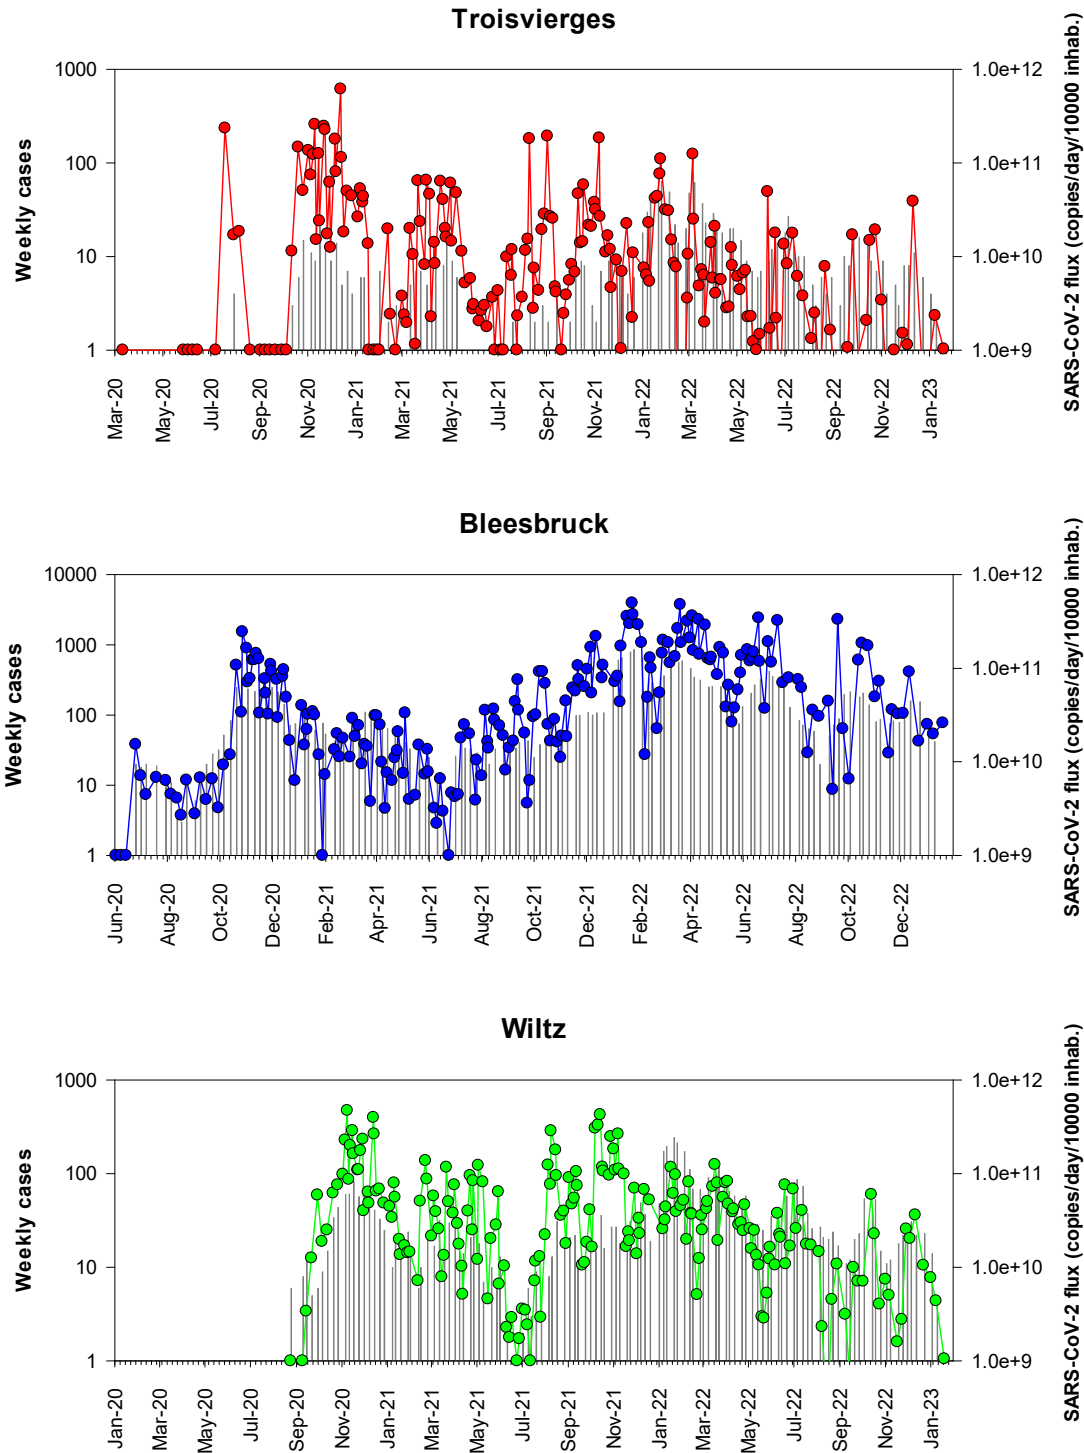 Troisvierges
Weekly cases
SARS-CoV-2 flux (copies/day/10000 inhab.)
1000
100
10
1
1.0e+12
1.0e+11
1.0e+10
1.0e+9
Mar-20
May-20
Jul-20
Sep-20
Nov-20
Jan-21
Mar-21
May-21
Jul-21
Sep-21
Nov-21
Jan-22
Mar-22
May-22
Jul-22
Sep-22
Nov-22
Jan-23
Bleesbruck
Weekly cases
SARS-CoV-2 flux (copies/day/10000 inhab.)
10000
1000
100
10
1
1.0e+12
1.0e+11
1.0e+10
1.0e+9
Jun-20
Aug-20
Oct-20
Dec-20
Feb-21
Apr-21
Jun-21
Aug-21
Oct-21
Dec-21
Feb-22
Apr-22
Jun-22
Aug-22
Oct-22
Dec-22
Wiltz
Weekly cases
SARS-CoV-2 flux (copies/day/10000 inhab.)
1000
100
10
1
1.0e+12
1.0e+11
1.0e+10
1.0e+9
Jan-20
Mar-20
May-20
Jul-20
Sep-20
Nov-20
Jan-21
Mar-21
May-21
Jul-21
Sep-21
Nov-21
Jan-22
Mar-22
May-22
Jul-22
Sep-22
Nov-22
Jan-23